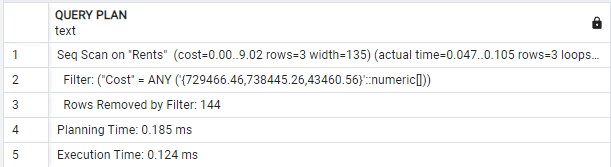 QUERY PLAN
text
1 Seq Scan on "Rents" (cost=0.00..9.02 rows=3 width=135) (actual time=0.047..0.105 rows=3 loops...
2 Filter: ("Cost" = ANY ('{729466.46,738445.26,43460.56}'::numeric[]))
3 Rows Removed by Filter: 144
4 Planning Time: 0.185 ms
5 Execution Time: 0.124 ms